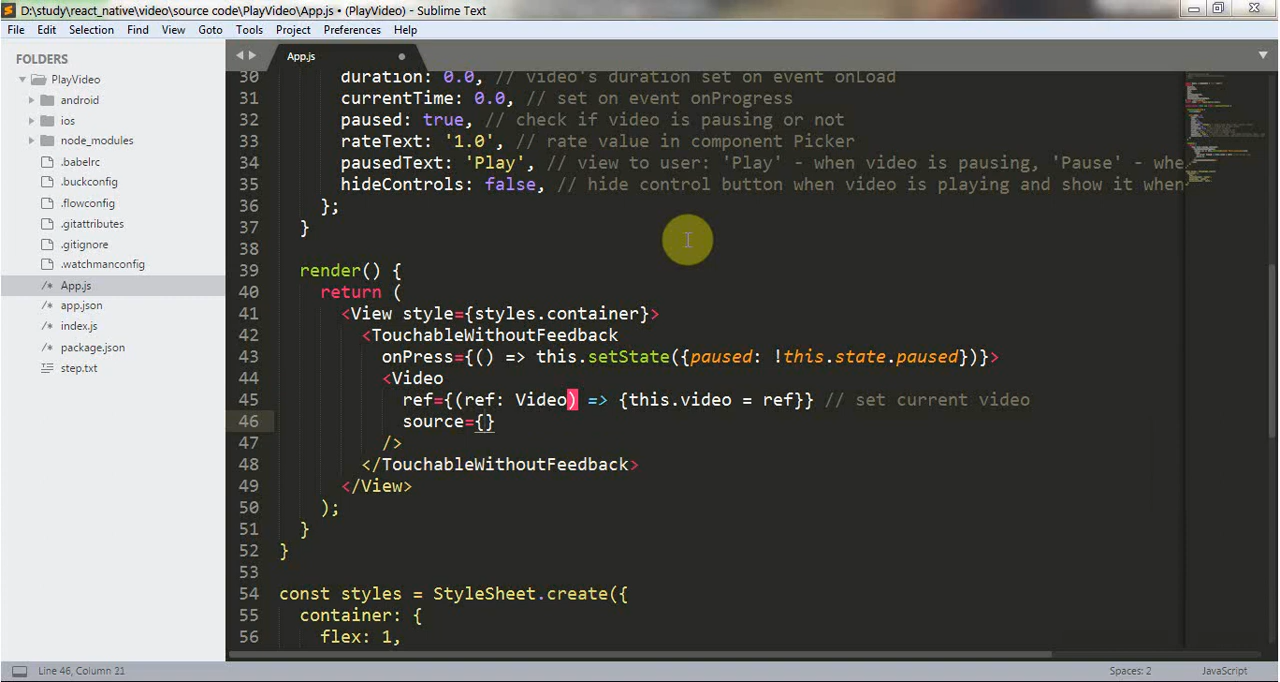 D:\study\react_native\video\source code\PlayVideo\App.js • (PlayVideo) - Sublime Text
File Edit Selection Find View Goto Tools Project Preferences Help
FOLDERS
PlayVideo
android
ios
node_modules
.babelrc
.buckconfig
.flowconfig
.gitattributes
.gitignore
.watchmanconfig
/* App.js
/* app.json
/* index.js
/* package.json
step.txt
App.js
30 duration: 0.0, // video's duration set on event onLoad
31 currentTime: 0.0, // set on event onProgress
32 paused: true, // check if video is pausing or not
33 rateText: '1.0', // rate value in component Picker
34 pausedText: 'Play', // view to user: 'Play' - when video is pausing, 'Pause' - whe
35 hideControls: false, // hide control button when video is playing and show it when
36 };
37 }
38
39 render() {
40 return (
41 <View style={styles.container}>
42 <TouchableWithoutFeedback
43 onPress={() => this.setState({paused: !this.state.paused})}>
44 <Video
45 ref={(ref: Video) => {this.video = ref}} // set current video
46 source={}
47 />
48 </TouchableWithoutFeedback>
49 </View>
50 );
51 }
52 }
53
54 const styles = StyleSheet.create({
55 container: {
56 flex: 1,
Line 46, Column 21
Spaces: 2
JavaScript